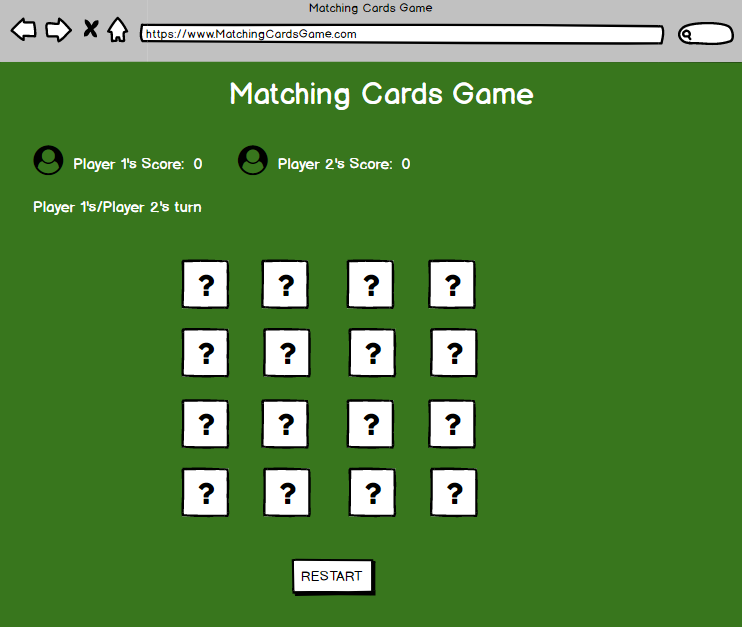 Matching Cards Game
https://www.MatchingCardsGame.com
Matching Cards Game
Player 1's Score: 0 Player 2's Score: 0
Player 1's/Player 2's turn
? ? ? ?
? ? ? ?
? ? ? ?
? ? ? ?
RESTART